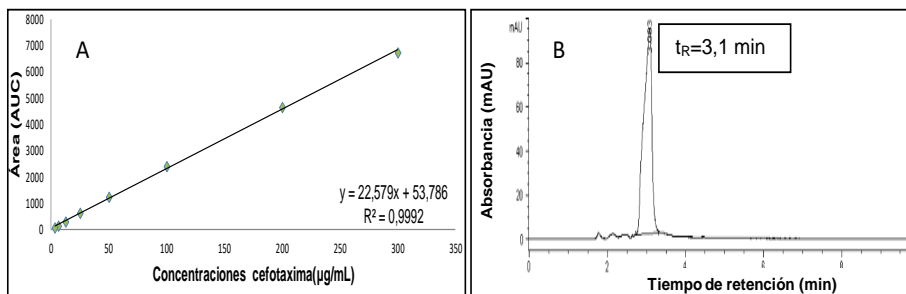 A
Área (AUC)
8000
7000
6000
5000
4000
3000
2000
1000
0
0 50 100 150 200 250 300 350
y = 22,579x + 53,786
R² = 0,9992
Concentraciones cefotaxima(µg/mL)
B
mAU
tR=3,1 min
Absorbancia (mAU)
80
60
40
20
0
0 2 4 6 8
Tiempo de retención (min)